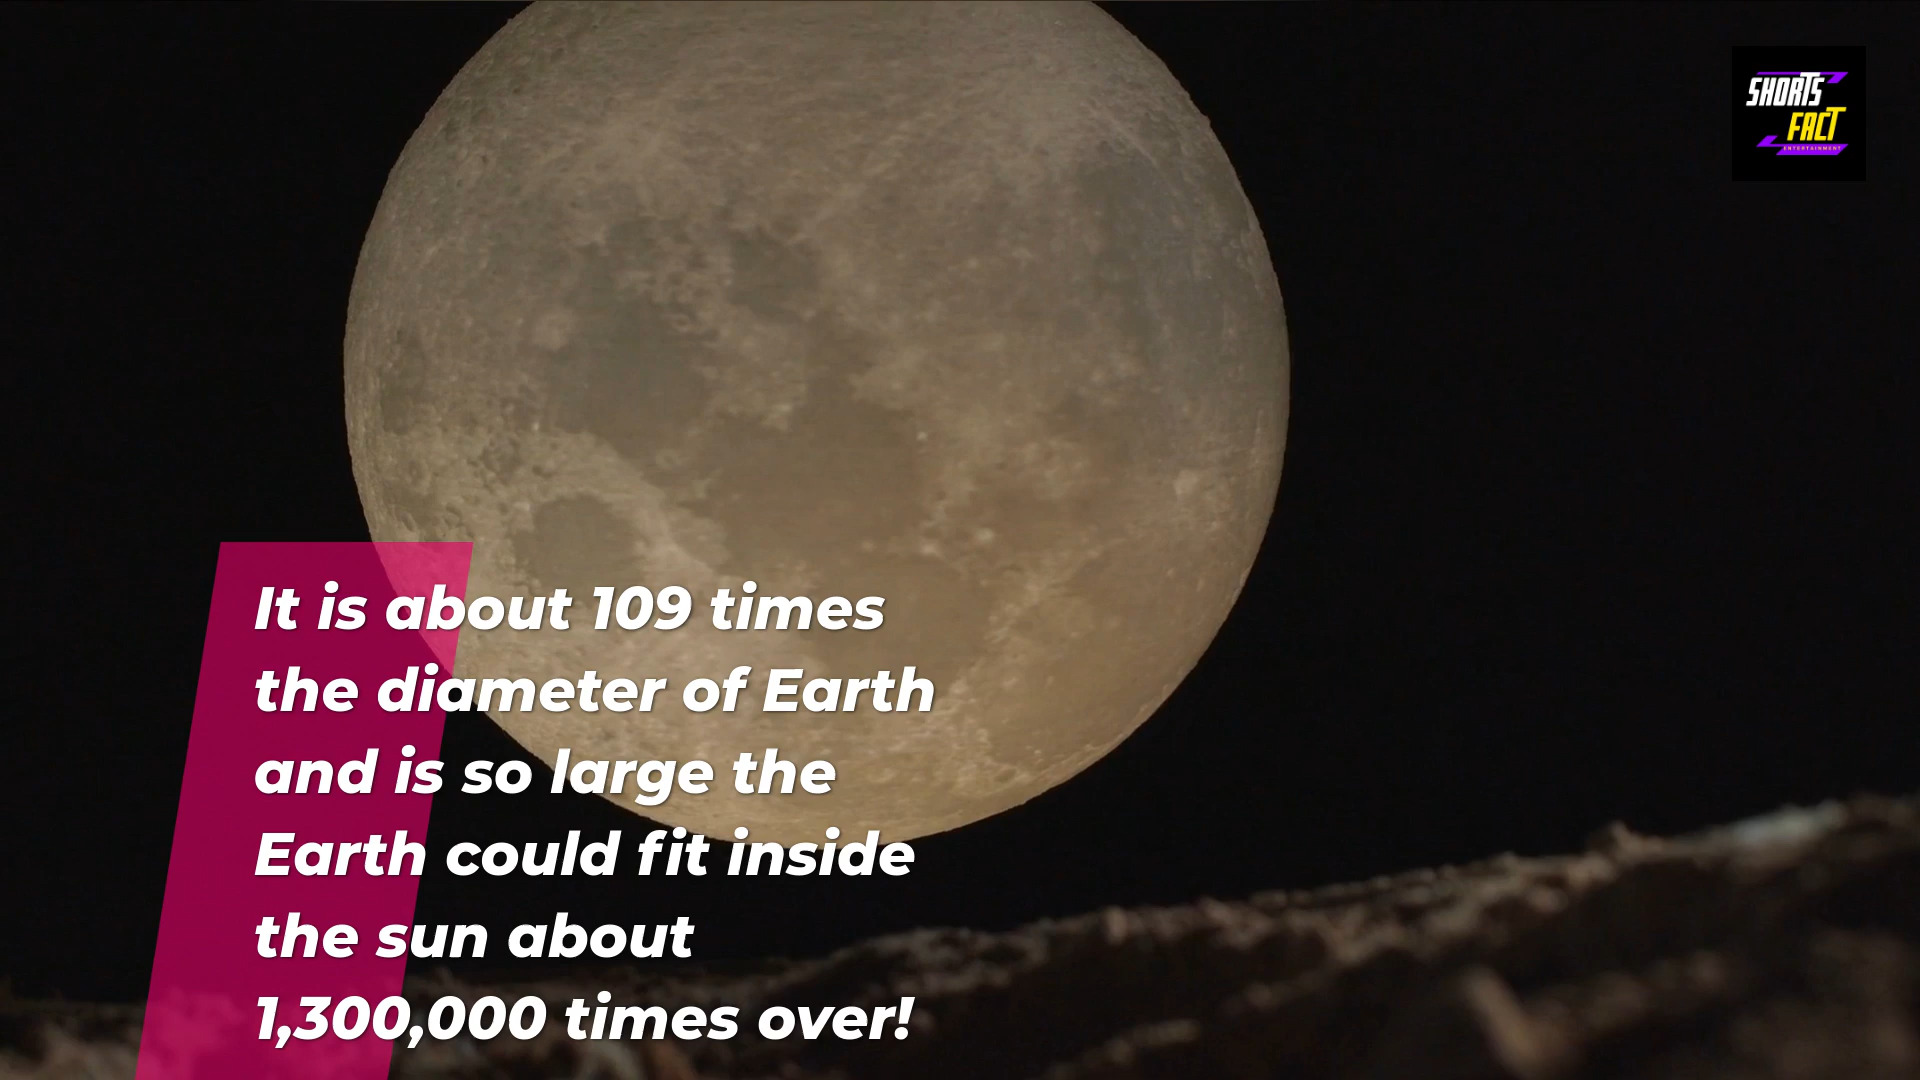 SHORTS
FACT
ENTERTAINMENT
It is about 109 times
the diameter of Earth
and is so large the
Earth could fit inside
the sun about
1,300,000 times over!